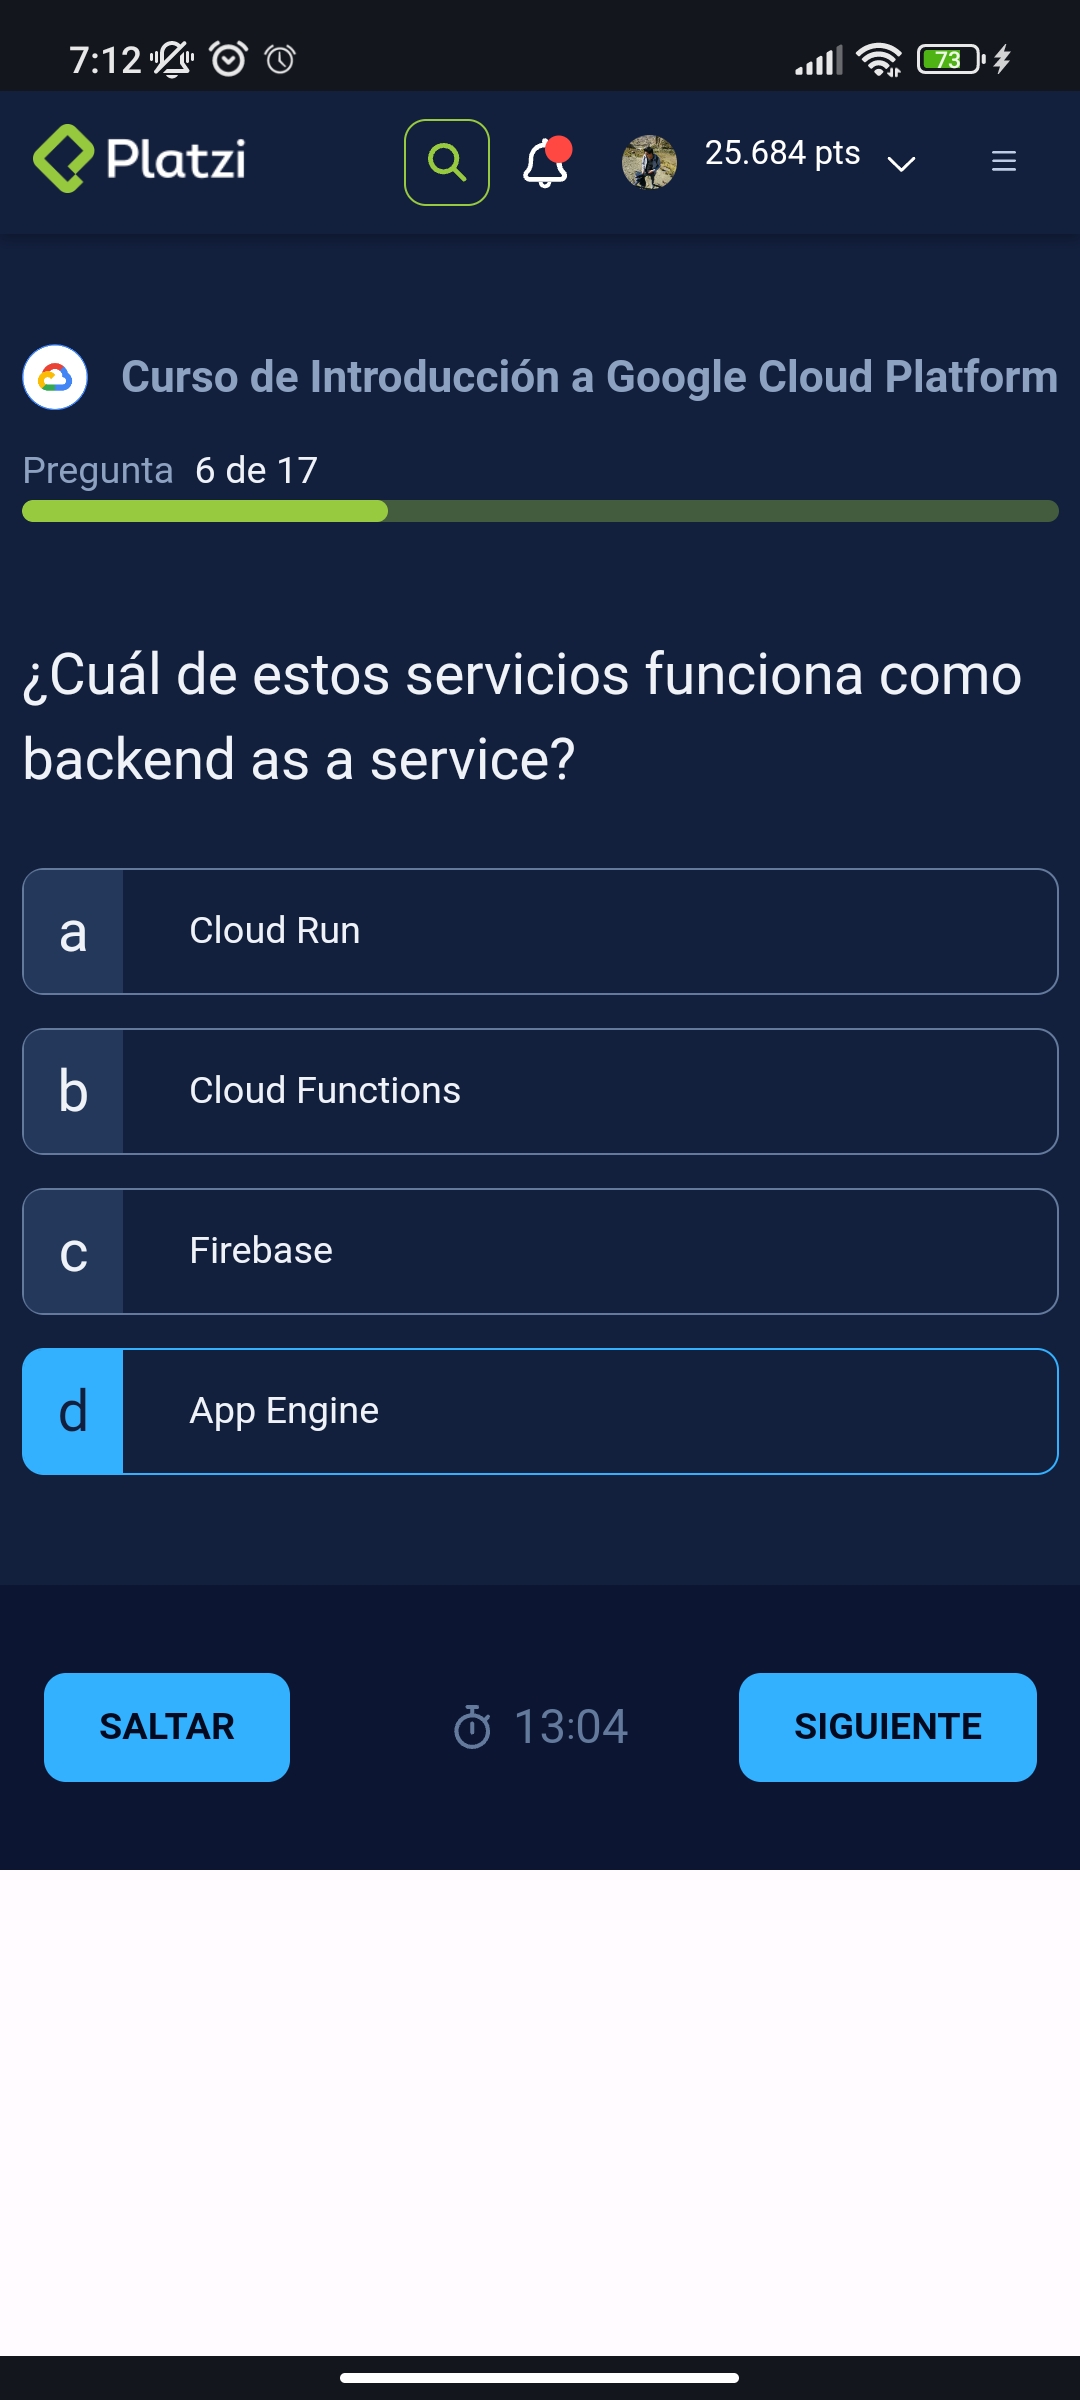 7:12
73
Platzi
25.684 pts
Curso de Introducción a Google Cloud Platform
Pregunta 6 de 17
¿Cuál de estos servicios funciona como
backend as a service?
a Cloud Run
b Cloud Functions
c Firebase
d App Engine
SALTAR
13:04
SIGUIENTE